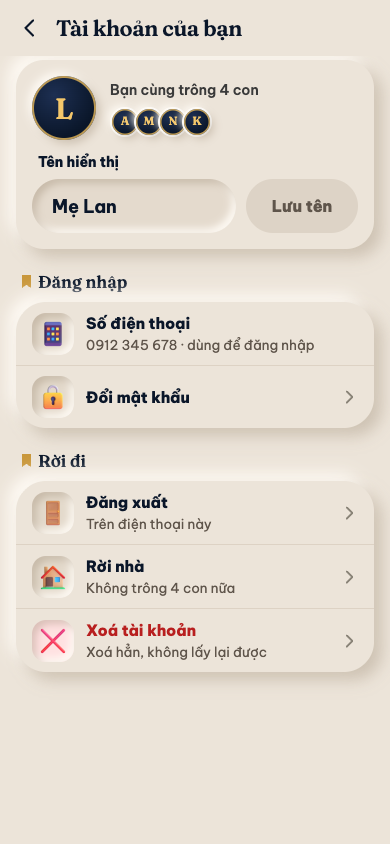 Tài khoản của bạn
L
Bạn cùng trông 4 con
A M N K
Tên hiển thị
Mẹ Lan
Lưu tên
Đăng nhập
Số điện thoại
0912 345 678 · dùng để đăng nhập
Đổi mật khẩu
Rời đi
Đăng xuất
Trên điện thoại này
Rời nhà
Không trông 4 con nữa
Xoá tài khoản
Xoá hẳn, không lấy lại được